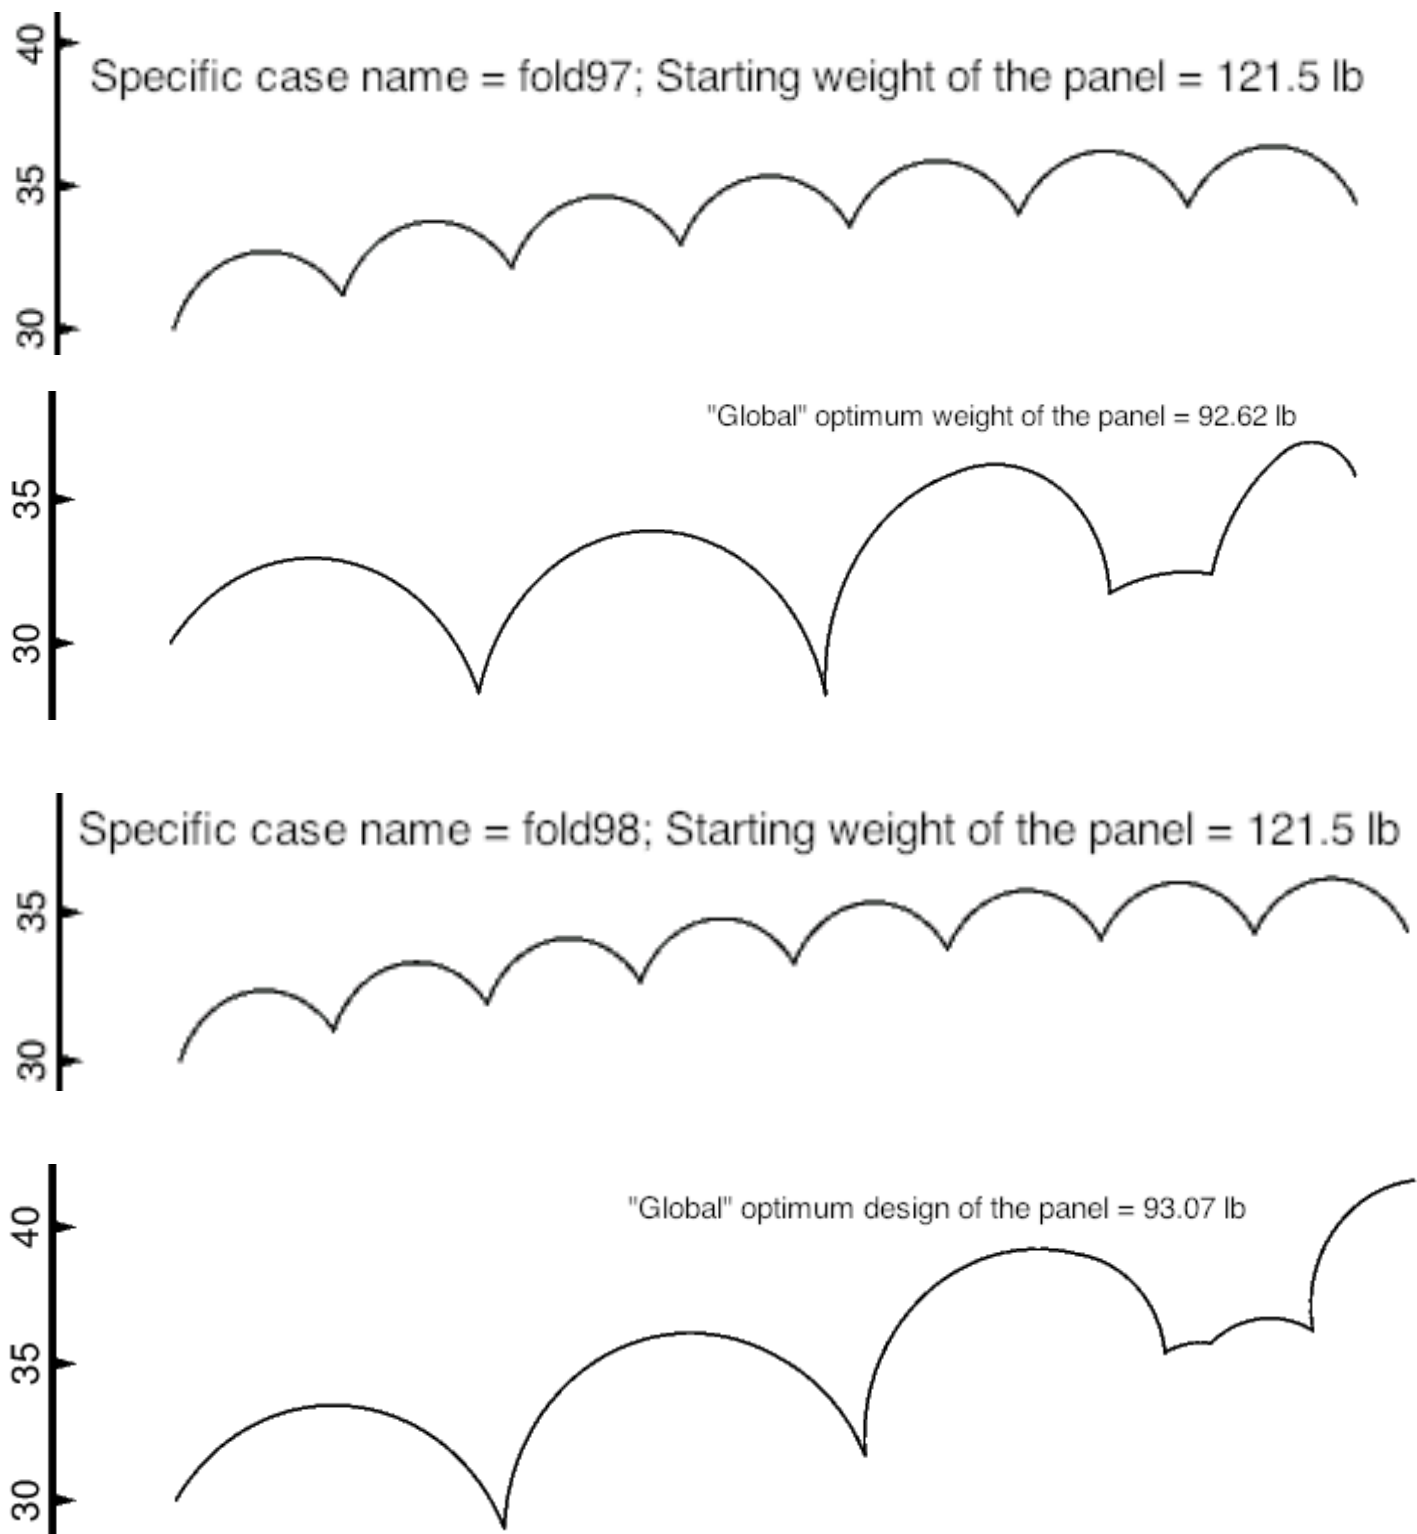 40
Specific case name = fold97; Starting weight of the panel = 121.5 lb
35
30
"Global" optimum weight of the panel = 92.62 lb
35
30
Specific case name = fold98; Starting weight of the panel = 121.5 lb
35
30
"Global" optimum design of the panel = 93.07 lb
40
35
30